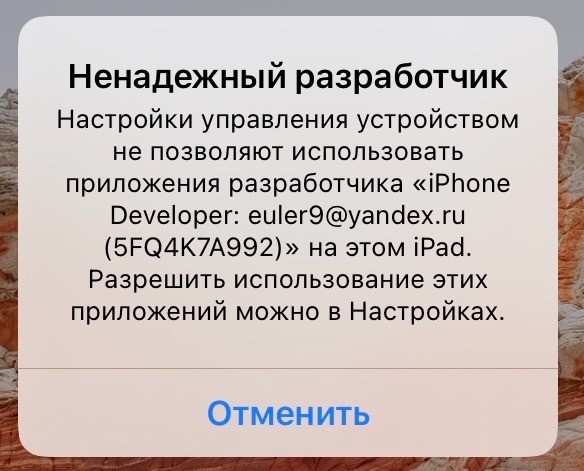 Ненадежный разработчик
Настройки управления устройством
не позволяют использовать
приложения разработчика «iPhone
Developer: euler9@yandex.ru
(5FQ4K7A992)» на этом iPad.
Разрешить использование этих
приложений можно в Настройках.
Отменить